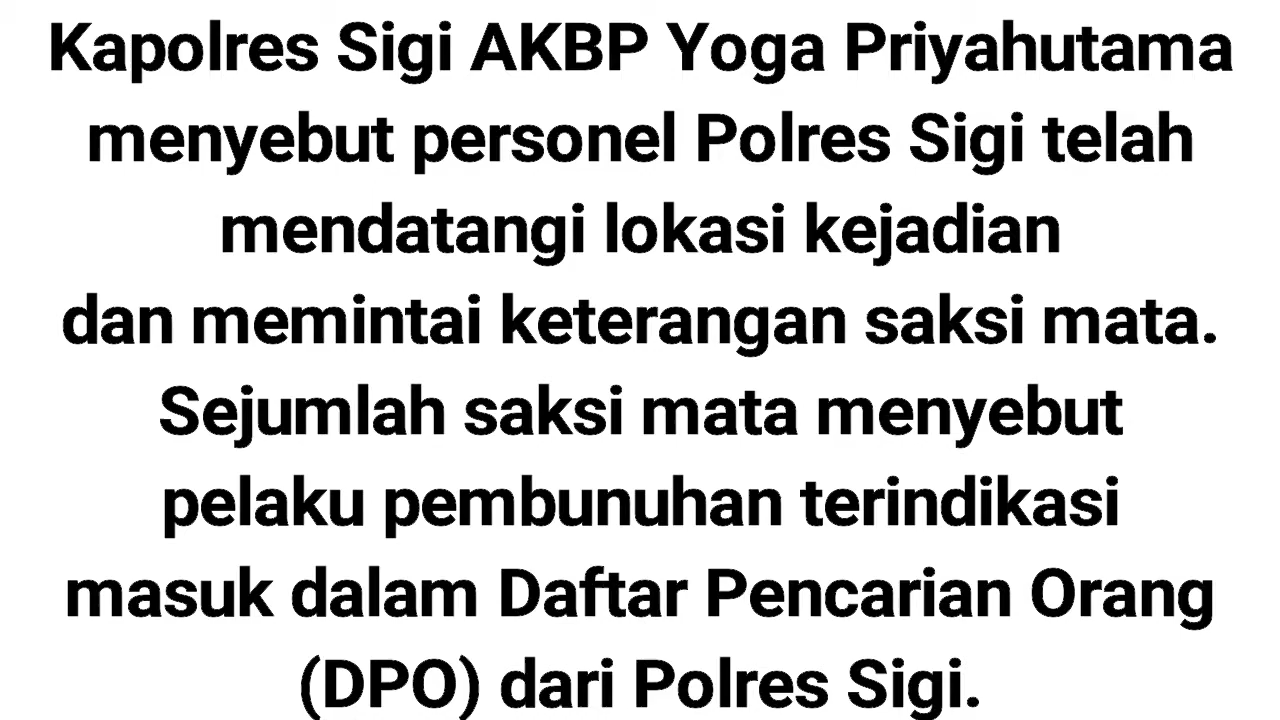 Kapolres Sigi AKBP Yoga Priyahutama
menyebut personel Polres Sigi telah
mendatangi lokasi kejadian
dan memintai keterangan saksi mata.
Sejumlah saksi mata menyebut
pelaku pembunuhan terindikasi
masuk dalam Daftar Pencarian Orang
(DPO) dari Polres Sigi.